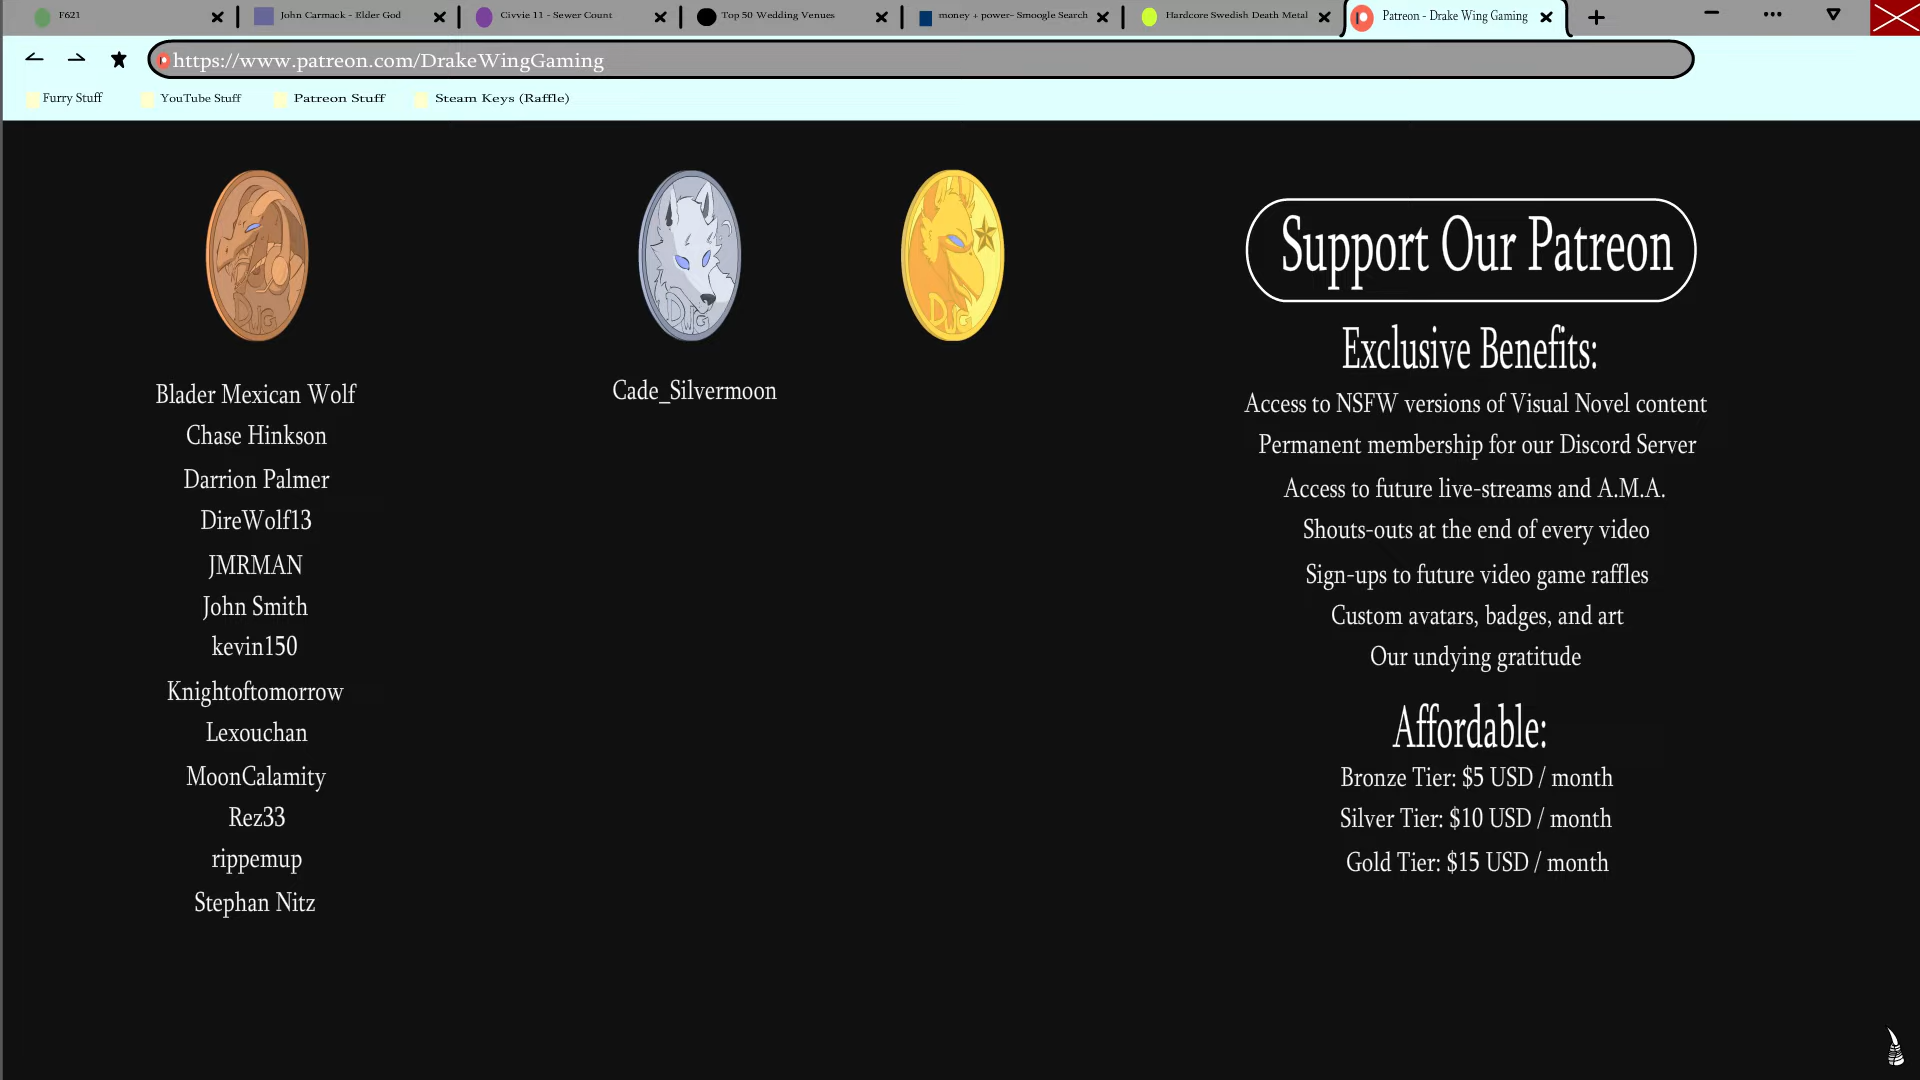 F621
John Carmack - Elder God
Civvie 11 - Sewer Count
Top 50 Wedding Venues
money + power- Smoogle Search
Hardcore Swedish Death Metal
Patreon - Drake Wing Gaming
https://www.patreon.com/DrakeWingGaming
Furry Stuff
YouTube Stuff
Patreon Stuff
Steam Keys (Raffle)
DWG
Blader Mexican Wolf
Chase Hinkson
Darrion Palmer
DireWolf13
JMRMAN
John Smith
kevin150
Knightoftomorrow
Lexouchan
MoonCalamity
Rez33
rippemup
Stephan Nitz
DWG
Cade_Silvermoon
DWG
Support Our Patreon
Exclusive Benefits:
Access to NSFW versions of Visual Novel content
Permanent membership for our Discord Server
Access to future live-streams and A.M.A.
Shouts-outs at the end of every video
Sign-ups to future video game raffles
Custom avatars, badges, and art
Our undying gratitude
Affordable:
Bronze Tier: $5 USD / month
Silver Tier: $10 USD / month
Gold Tier: $15 USD / month